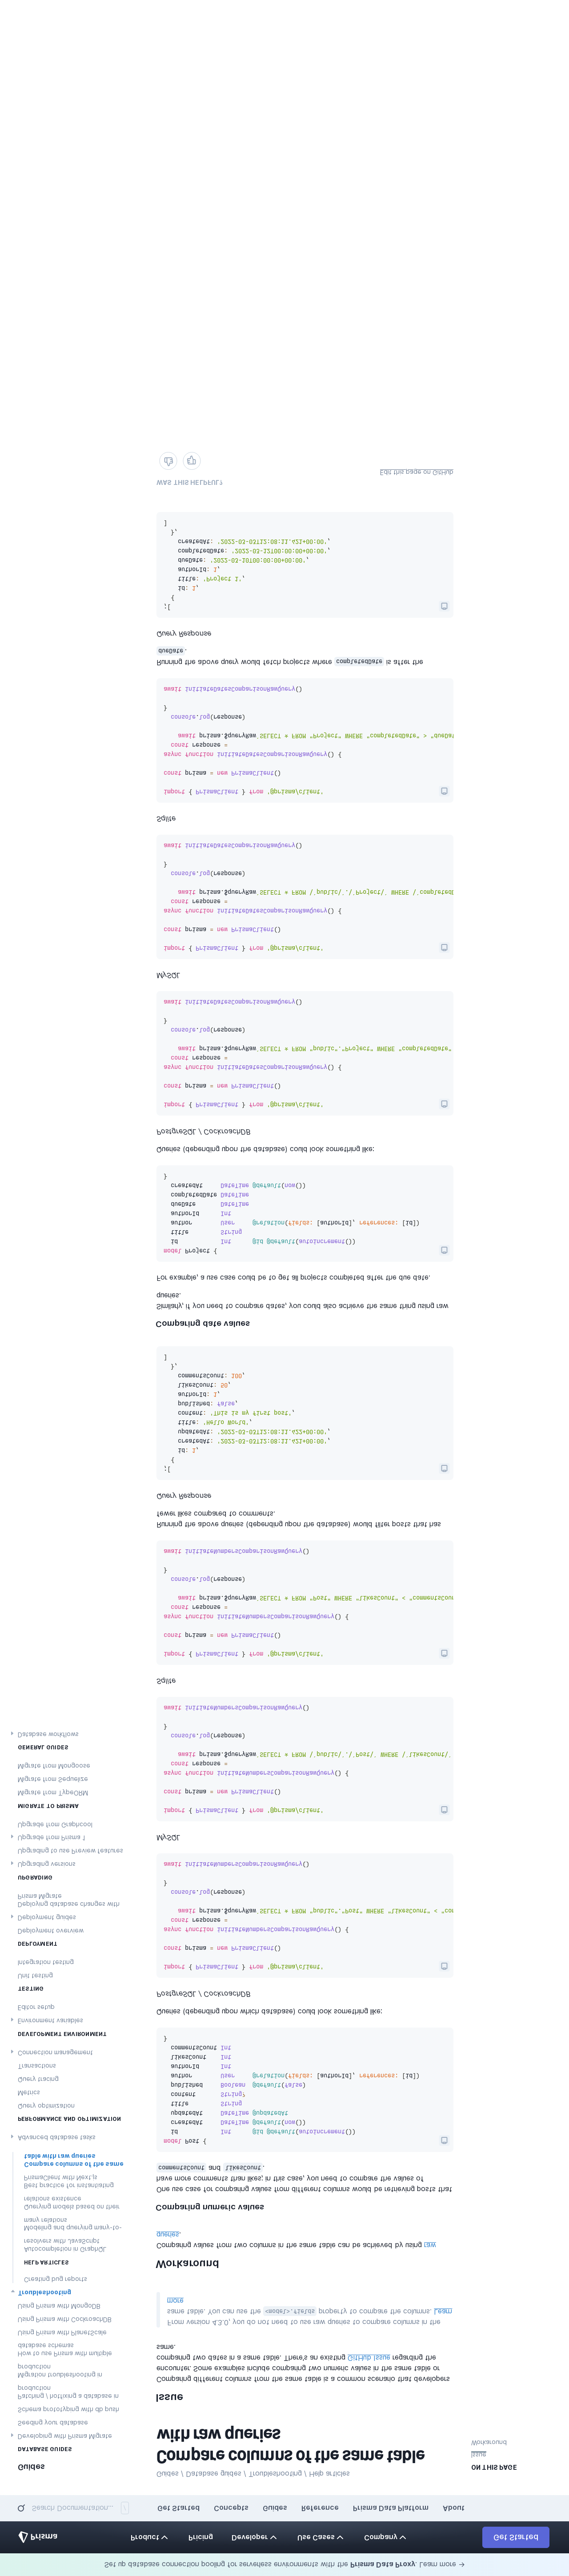 Set up database connection pooling for serverless environments with the Prisma Data Proxy. Learn more →
Prisma
Product
Pricing
Developer
Use Cases
Company
Get Started
Search Documentation...
/
Get Started
Concepts
Guides
Reference
Prisma Data Platform
About
Guides
DATABASE GUIDES
Developing with Prisma Migrate
Seeding your database
Schema prototyping with db push
Patching / hotfixing a database in
production
Migration troubleshooting in
production
How to use Prisma with multiple
database schemas
Using Prisma with PlanetScale
Using Prisma with CockroachDB
Using Prisma with MongoDB
Troubleshooting
Creating bug reports
HELP ARTICLES
Autocompletion in GraphQL
resolvers with JavaScript
Modeling and querying many-to-
many relations
Querying models based on their
relations existence
Best practice for instantiating
PrismaClient with Next.js
Compare columns of the same
table with raw queries
Advanced database tasks
PERFORMANCE AND OPTIMIZATION
Query optimization
Metrics
Query tracing
Transactions
Connection management
DEVELOPMENT ENVIRONMENT
Environment variables
Editor setup
TESTING
Unit testing
Integration testing
DEPLOYMENT
Deployment overview
Deployment guides
Deploying database changes with
Prisma Migrate
UPGRADING
Upgrading versions
Upgrading to use Preview features
Upgrade from Prisma 1
Upgrade from Graphcool
MIGRATE TO PRISMA
Migrate from TypeORM
Migrate from Sequelize
Migrate from Mongoose
GENERAL GUIDES
Database workflows
Guides / Database guides / Troubleshooting / Help articles
Compare columns of the same table
with raw queries
Issue
Comparing different columns from the same table is a common scenario that developers
encounter. Some examples include comparing two numeric values in the same table or
comparing two dates in a same table. There's an existing GitHub Issue regarding the
same.
From version 4.3.0, you do not need to use raw queries to compare columns in the
same table. You can use the <model>.fields property to compare the columns. Learn
more
Workaround
Comparing values from two columns in the same table can be achieved by using raw
queries.
Comparing numeric values
One use case for comparing values from different columns would be retrieving posts that
have more comments than likes; in this case, you need to compare the values of
commentsCount and likesCount.
model Post {
id Int @id @default(autoincrement())
createdAt DateTime @default(now())
updatedAt DateTime @updatedAt
title String
content String?
published Boolean @default(false)
author User @relation(fields: [authorId], references: [id])
authorId Int
likesCount Int
commentsCount Int
}
Queries (depending upon which database) could look something like:
PostgreSQL / CockroachDB
import { PrismaClient } from '@prisma/client'
const prisma = new PrismaClient()
async function initiateNumbersComparisonRawQuery() {
const response =
await prisma.$queryRaw`SELECT * FROM "public"."Post" WHERE "likesCount" < "com
console.log(response)
}
await initiateNumbersComparisonRawQuery()
MySQL
import { PrismaClient } from '@prisma/client'
const prisma = new PrismaClient()
async function initiateNumbersComparisonRawQuery() {
const response =
await prisma.$queryRaw`SELECT * FROM \`public\`.\`Post\` WHERE \`likesCount\`
console.log(response)
}
await initiateNumbersComparisonRawQuery()
Sqlite
import { PrismaClient } from '@prisma/client'
const prisma = new PrismaClient()
async function initiateNumbersComparisonRawQuery() {
const response =
await prisma.$queryRaw`SELECT * FROM "Post" WHERE "likesCount" < "commentsCoun
console.log(response)
}
await initiateNumbersComparisonRawQuery()
Running the above queries (depending upon the database) would filter posts that has
fewer likes compared to comments.
Query Response
;[
{
id: 1,
createdAt: '2022-03-03T12:08:11.421+00:00',
updatedAt: '2022-03-03T12:08:11.422+00:00',
title: 'Hello World',
content: 'This is my first post',
published: false,
authorId: 1,
likesCount: 50,
commentsCount: 100,
},
]
Comparing date values
Similarly, if you need to compare dates, you could also achieve the same thing using raw
queries.
For example, a use case could be to get all projects completed after the due date.
model Project {
id Int @id @default(autoincrement())
title String
author User @relation(fields: [authorId], references: [id])
authorId Int
dueDate DateTime
completedDate DateTime
createdAt DateTime @default(now())
}
Queries (depending upon the database) could look something like:
PostgreSQL / CockroachDB
import { PrismaClient } from '@prisma/client'
const prisma = new PrismaClient()
async function initiateDatesComparisonRawQuery() {
const response =
await prisma.$queryRaw`SELECT * FROM "public"."Project" WHERE "completedDate"
console.log(response)
}
await initiateDatesComparisonRawQuery()
MySQL
import { PrismaClient } from '@prisma/client'
const prisma = new PrismaClient()
async function initiateDatesComparisonRawQuery() {
const response =
await prisma.$queryRaw`SELECT * FROM \`public\`.\`Project\` WHERE \`completed
console.log(response)
}
await initiateDatesComparisonRawQuery()
Sqlite
import { PrismaClient } from '@prisma/client'
const prisma = new PrismaClient()
async function initiateDatesComparisonRawQuery() {
const response =
await prisma.$queryRaw`SELECT * FROM "Project" WHERE "completedDate" > "dueDat
console.log(response)
}
await initiateDatesComparisonRawQuery()
Running the above query would fetch projects where completedDate is after the
dueDate.
Query Response
;[
{
id: 1,
title: 'Project 1',
authorId: 1,
dueDate: '2022-03-10T00:00:00+00:00',
completedDate: '2022-03-12T00:00:00+00:00',
createdAt: '2022-03-03T12:08:11.421+00:00',
},
]
WAS THIS HELPFUL?
Edit this page on GitHub
ON THIS PAGE
Issue
Workaround